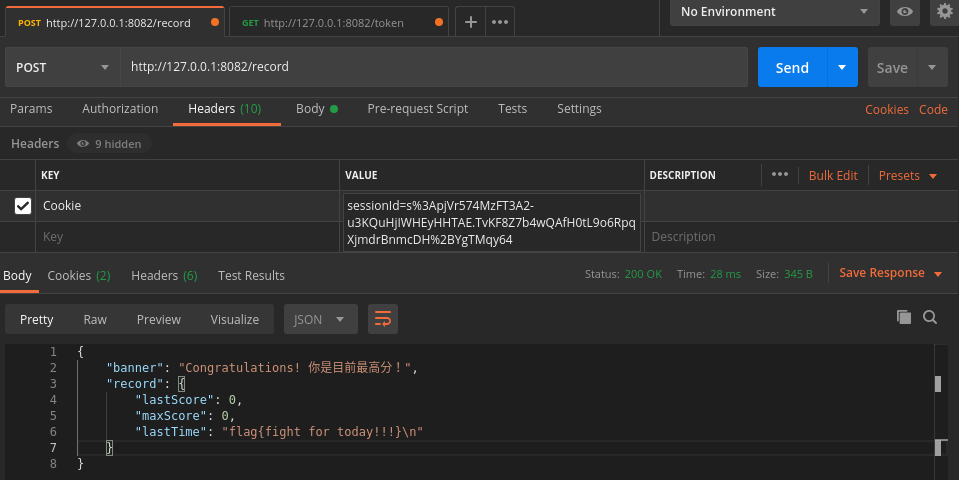 POST http://127.0.0.1:8082/record GET http://127.0.0.1:8082/token + ••• No Environment
POST http://127.0.0.1:8082/record Send Save
Params Authorization Headers (10) Body Pre-request Script Tests Settings Cookies Code
Headers 9 hidden
KEY VALUE DESCRIPTION ••• Bulk Edit Presets
Cookie sessionId=s%3ApjVr574MzFT3A2-
u3KQuHjIWHEyHHTAE.TvKF8Z7b4wQAfH0tL9o6Rpq
XjmdrBnmcDH%2BYgTMqy64
Key Description
Body Cookies (2) Headers (6) Test Results Status: 200 OK Time: 28 ms Size: 345 B Save Response
Pretty Raw Preview Visualize JSON
1 {
2 "banner": "Congratulations! 你是目前最高分！",
3 "record": {
4 "lastScore": 0,
5 "maxScore": 0,
6 "lastTime": "flag{fight for today!!!}\n"
7 }
8 }